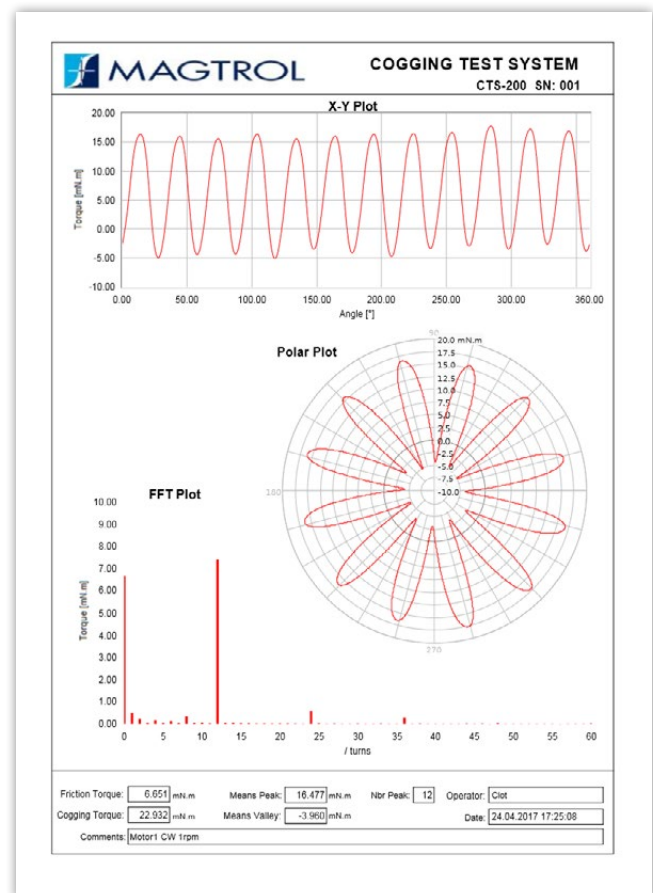 MAGTROL
COGGING TEST SYSTEM
CTS-200 SN: 001
X-Y Plot
20.00
15.00
10.00
5.00
0.00
-5.00
-10.00
Torque [mN.m]
0.00 50.00 100.00 150.00 200.00 250.00 300.00 360.00
Angle [°]
Polar Plot
90
20.0 mN.m
17.5
15.0
12.5
10.0
7.5
5.0
2.5
0.0
-2.5
-5.0
-7.5
-10.0
180
270
FFT Plot
10.00
9.00
8.00
7.00
6.00
5.00
4.00
3.00
2.00
1.00
0.00
Torque [mN.m]
0 5 10 15 20 25 30 35 40 45 50 55 60
/ turns
Friction Torque: 6.651 mN.m Means Peak: 16.477 mN.m Nbr Peak: 12 Operator: Clot
Cogging Torque: 22.932 mN.m Means Valley: -3.960 mN.m Date: 24.04.2017 17:25:08
Comments: Motor1 CW 1rpm